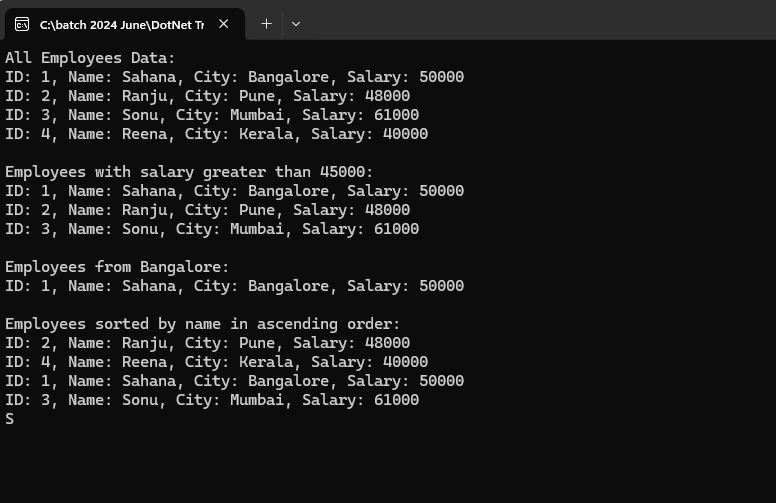 C:\batch 2024 June\DotNet Tr
All Employees Data:
ID: 1, Name: Sahana, City: Bangalore, Salary: 50000
ID: 2, Name: Ranju, City: Pune, Salary: 48000
ID: 3, Name: Sonu, City: Mumbai, Salary: 61000
ID: 4, Name: Reena, City: Kerala, Salary: 40000
Employees with salary greater than 45000:
ID: 1, Name: Sahana, City: Bangalore, Salary: 50000
ID: 2, Name: Ranju, City: Pune, Salary: 48000
ID: 3, Name: Sonu, City: Mumbai, Salary: 61000
Employees from Bangalore:
ID: 1, Name: Sahana, City: Bangalore, Salary: 50000
Employees sorted by name in ascending order:
ID: 2, Name: Ranju, City: Pune, Salary: 48000
ID: 4, Name: Reena, City: Kerala, Salary: 40000
ID: 1, Name: Sahana, City: Bangalore, Salary: 50000
ID: 3, Name: Sonu, City: Mumbai, Salary: 61000
S